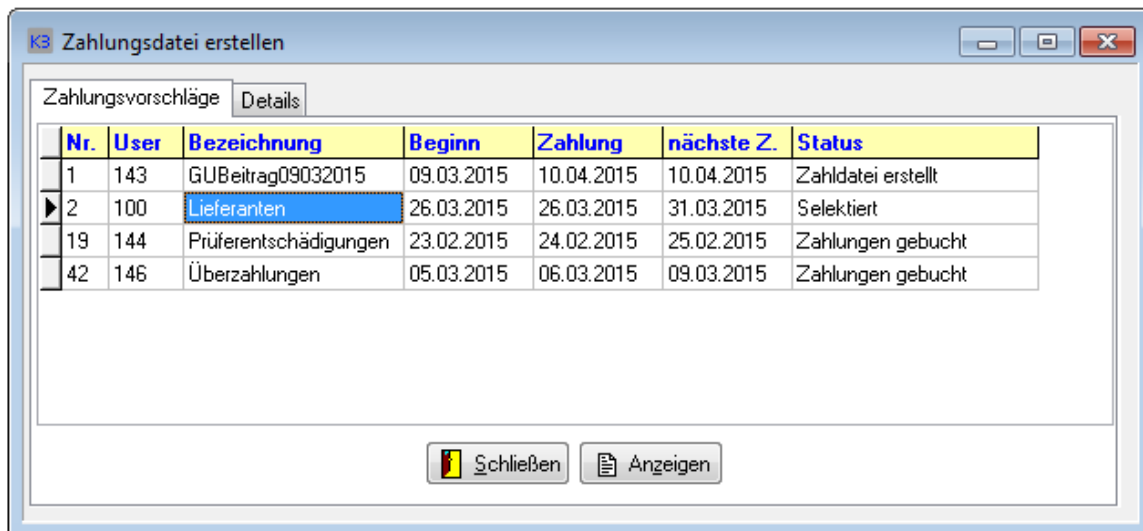 K3 Zahlungsdatei erstellen
Zahlungsvorschläge Details
Nr. User Bezeichnung Beginn Zahlung nächste Z. Status
1 143 GUBeitrag09032015 09.03.2015 10.04.2015 10.04.2015 Zahldatei erstellt
2 100 Lieferanten 26.03.2015 26.03.2015 31.03.2015 Selektiert
19 144 Prüferentschädigungen 23.02.2015 24.02.2015 25.02.2015 Zahlungen gebucht
42 146 Überzahlungen 05.03.2015 06.03.2015 09.03.2015 Zahlungen gebucht
Schließen Anzeigen